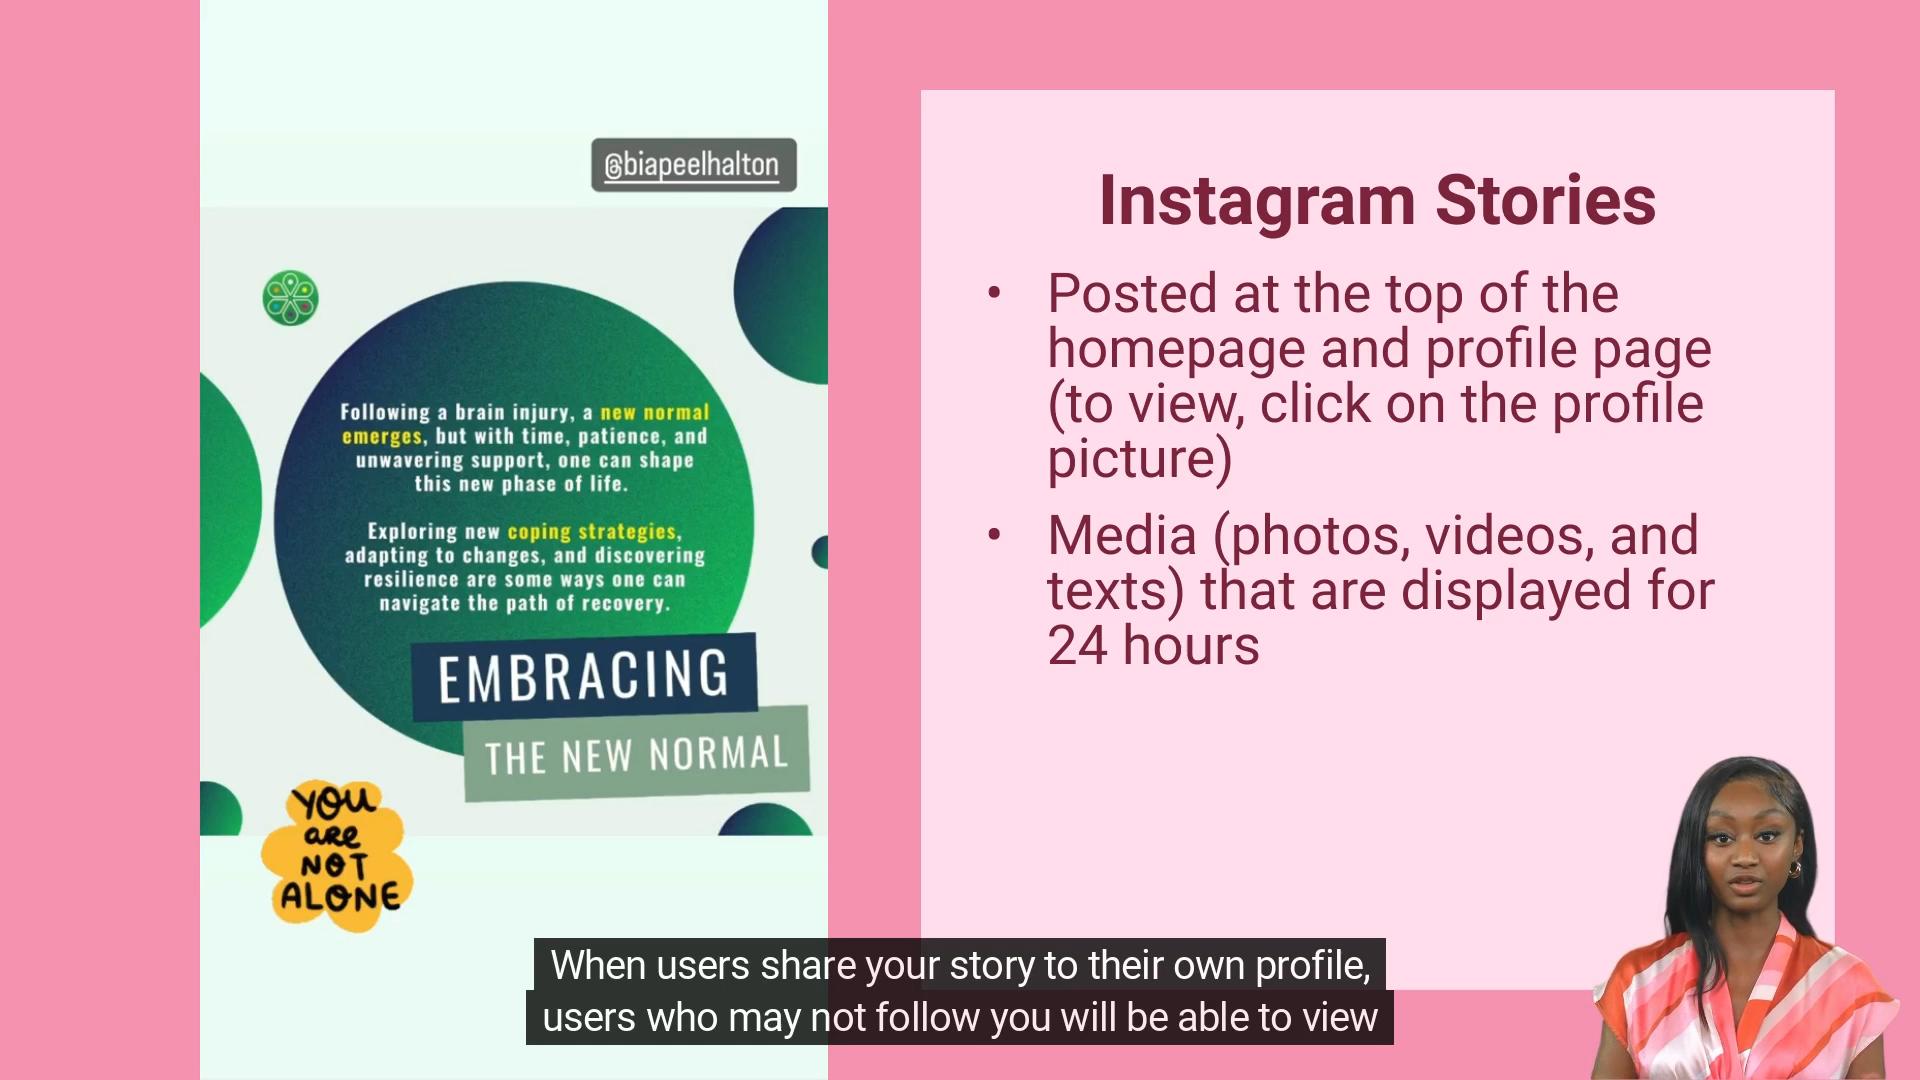 @biapeelhalton
Following a brain injury, a new normal
emerges, but with time, patience, and
unwavering support, one can shape
this new phase of life.
Exploring new coping strategies,
adapting to changes, and discovering
resilience are some ways one can
navigate the path of recovery.
EMBRACING
THE NEW NORMAL
YOU
are
NOT
ALONE
Instagram Stories
• Posted at the top of the
homepage and profile page
(to view, click on the profile
picture)
• Media (photos, videos, and
texts) that are displayed for
24 hours
When users share your story to their own profile,
users who may not follow you will be able to view